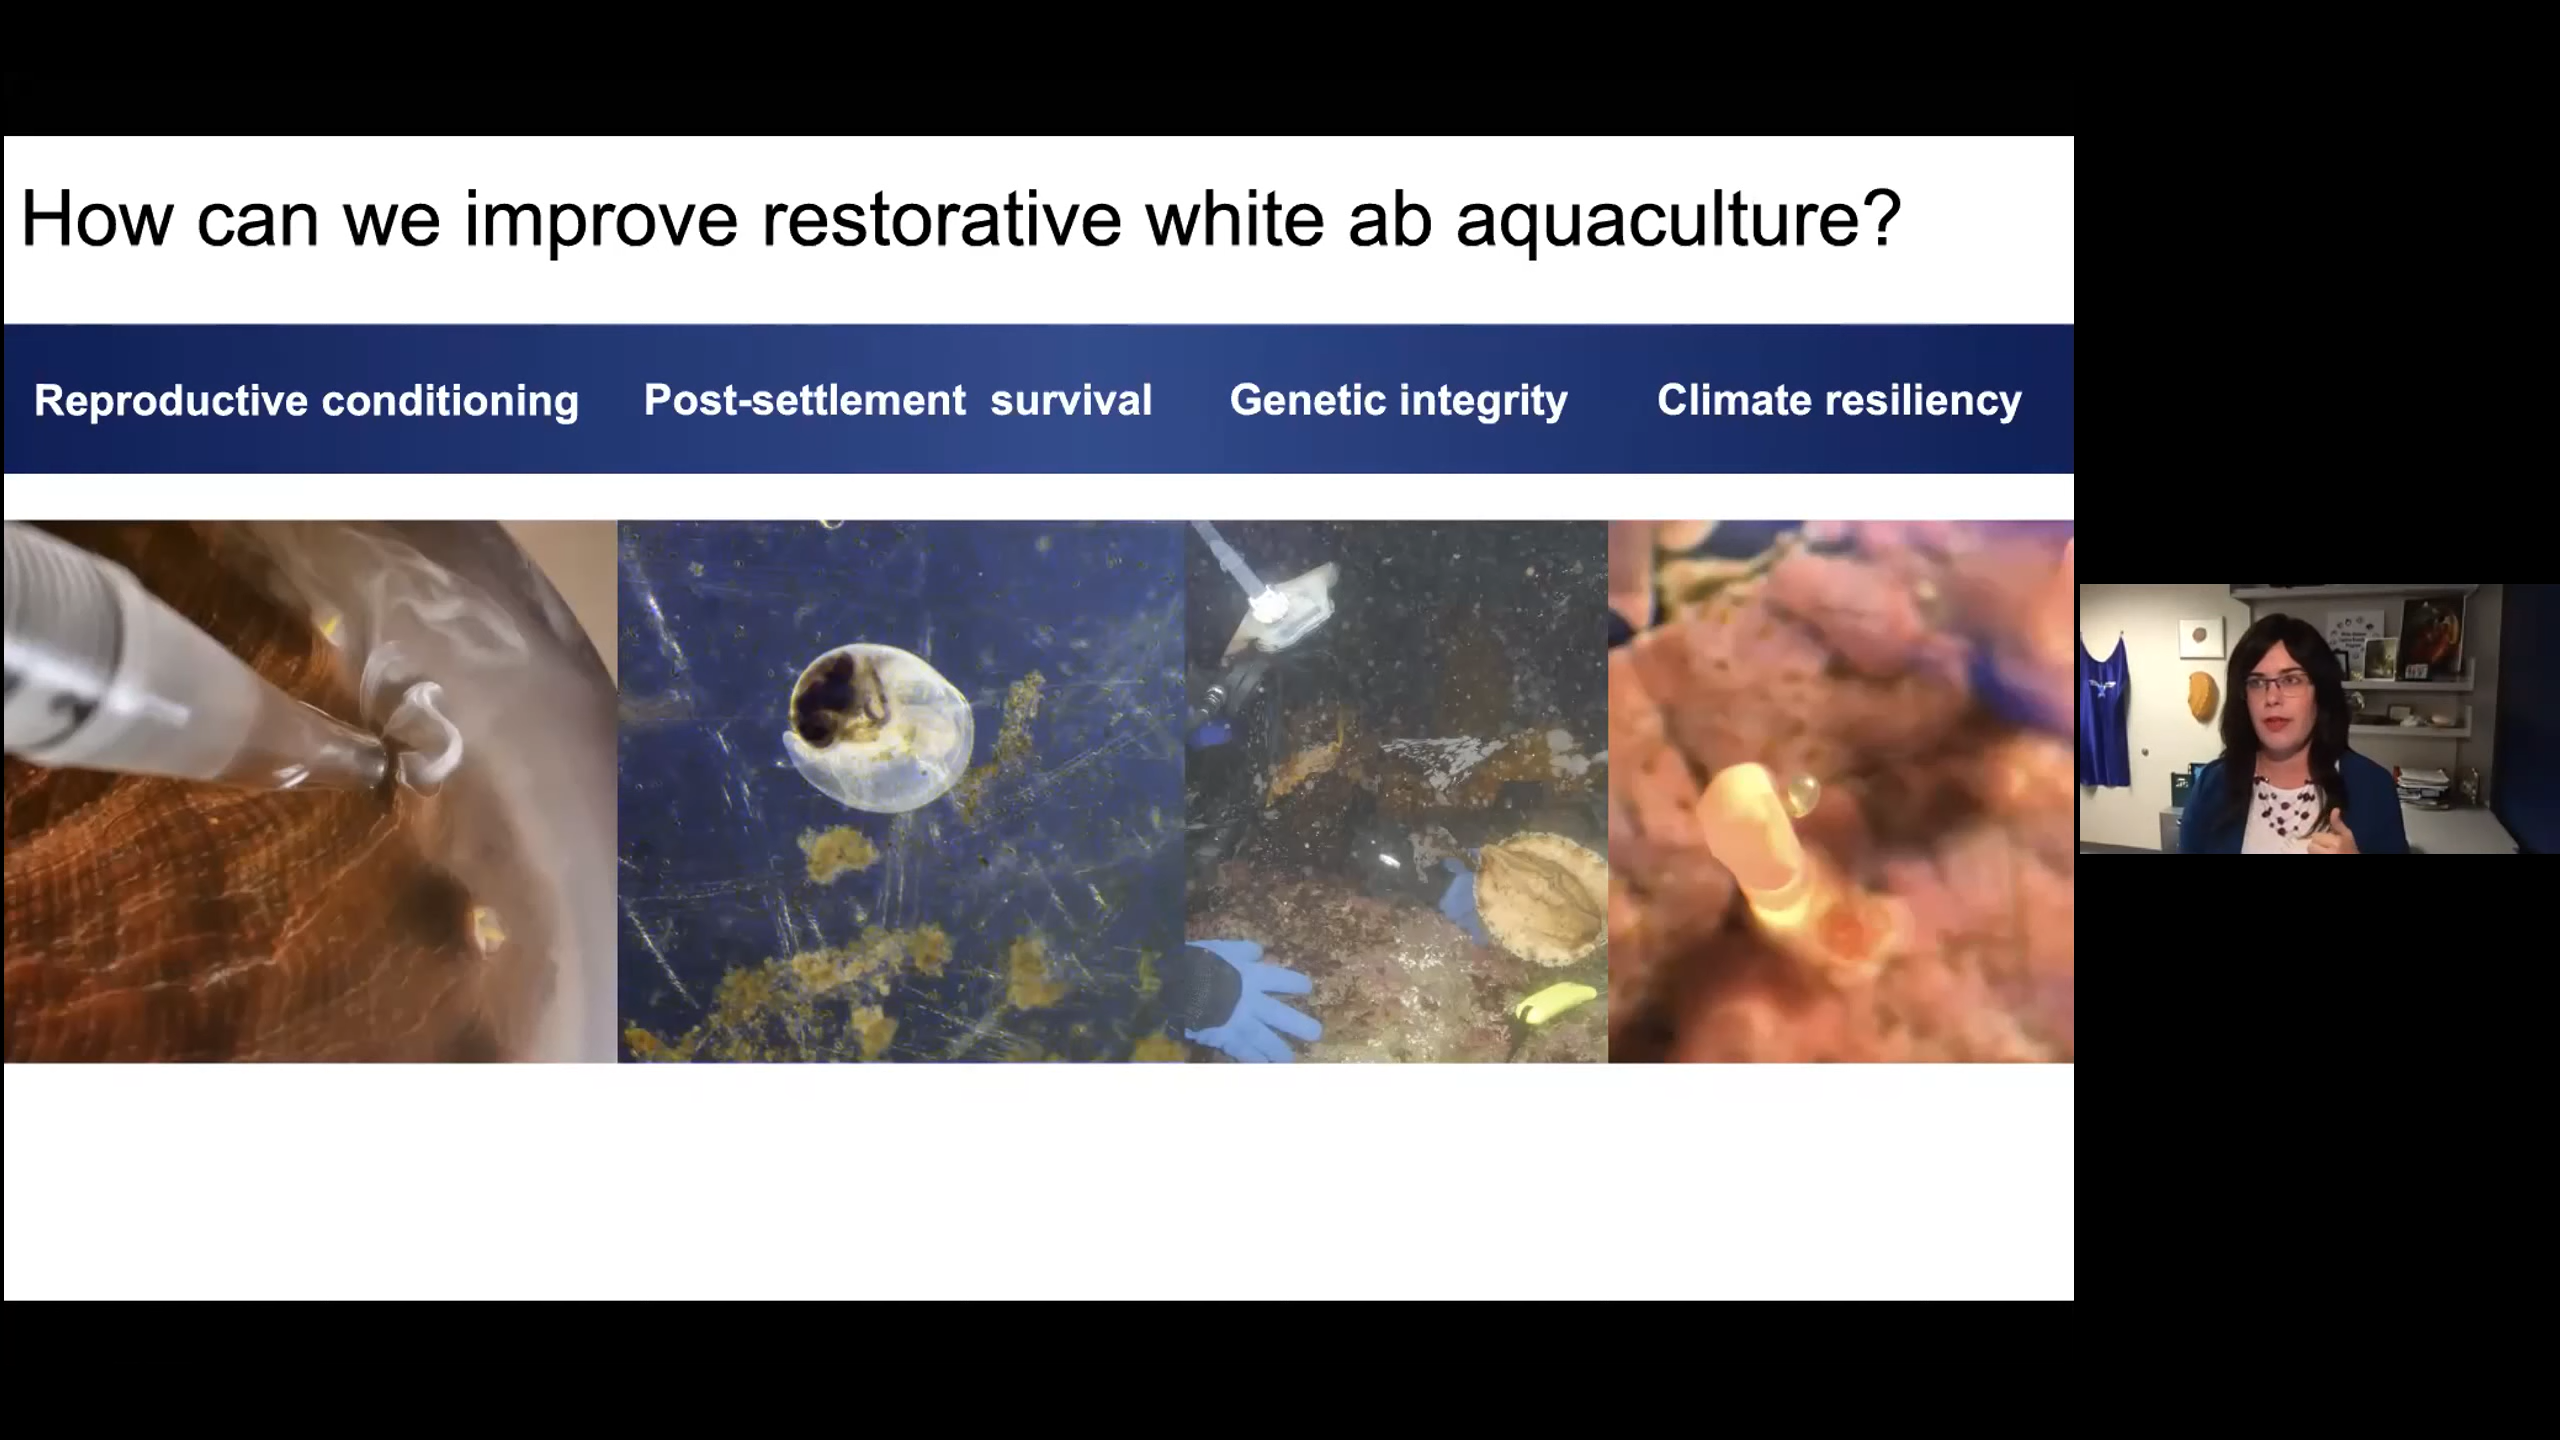 How can we improve restorative white ab aquaculture?
Reproductive conditioning
Post-settlement survival
Genetic integrity
Climate resiliency